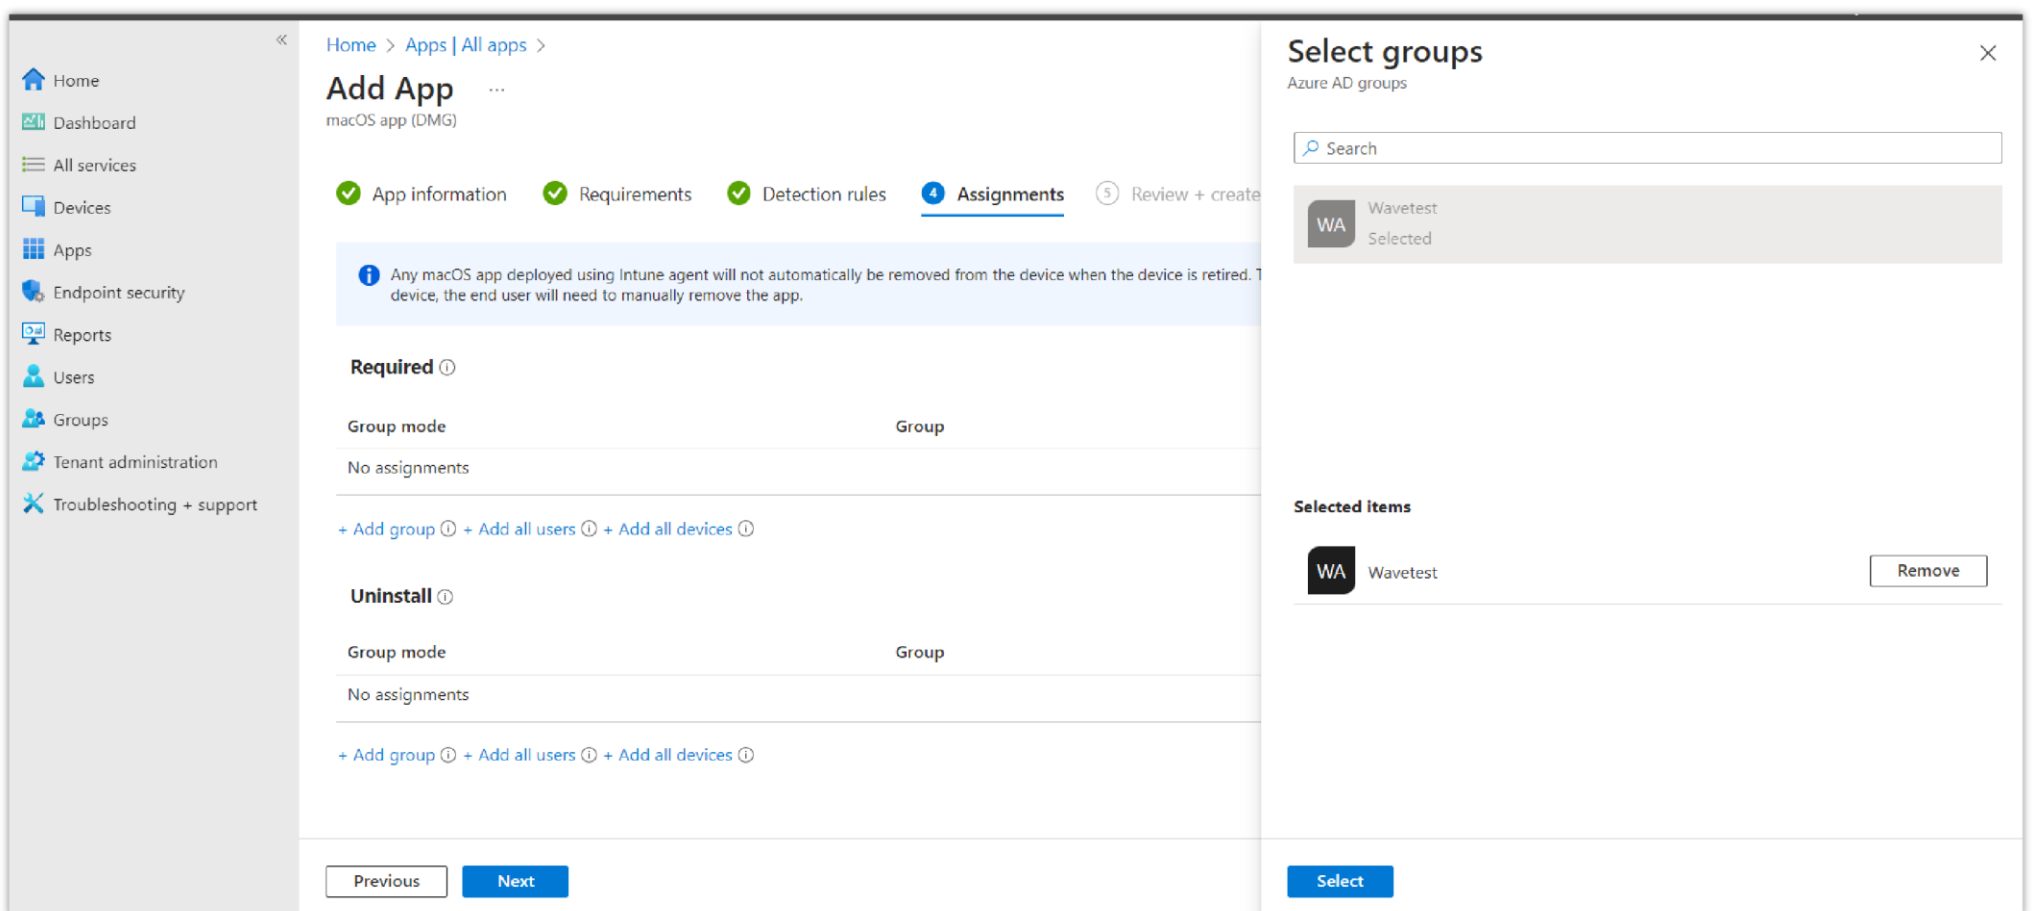 Home
Dashboard
All services
Devices
Apps
Endpoint security
Reports
Users
Groups
Tenant administration
Troubleshooting + support
Home > Apps | All apps >
Add App ...
macOS app (DMG)
App information Requirements Detection rules 4 Assignments 5 Review + create
Any macOS app deployed using Intune agent will not automatically be removed from the device when the device is retired.
device, the end user will need to manually remove the app.
Required
Group mode Group
No assignments
+ Add group + Add all users + Add all devices
Uninstall
Group mode Group
No assignments
+ Add group + Add all users + Add all devices
Previous Next
Select groups
Azure AD groups
Search
WA Wavetest
Selected
Selected items
WA Wavetest Remove
Select